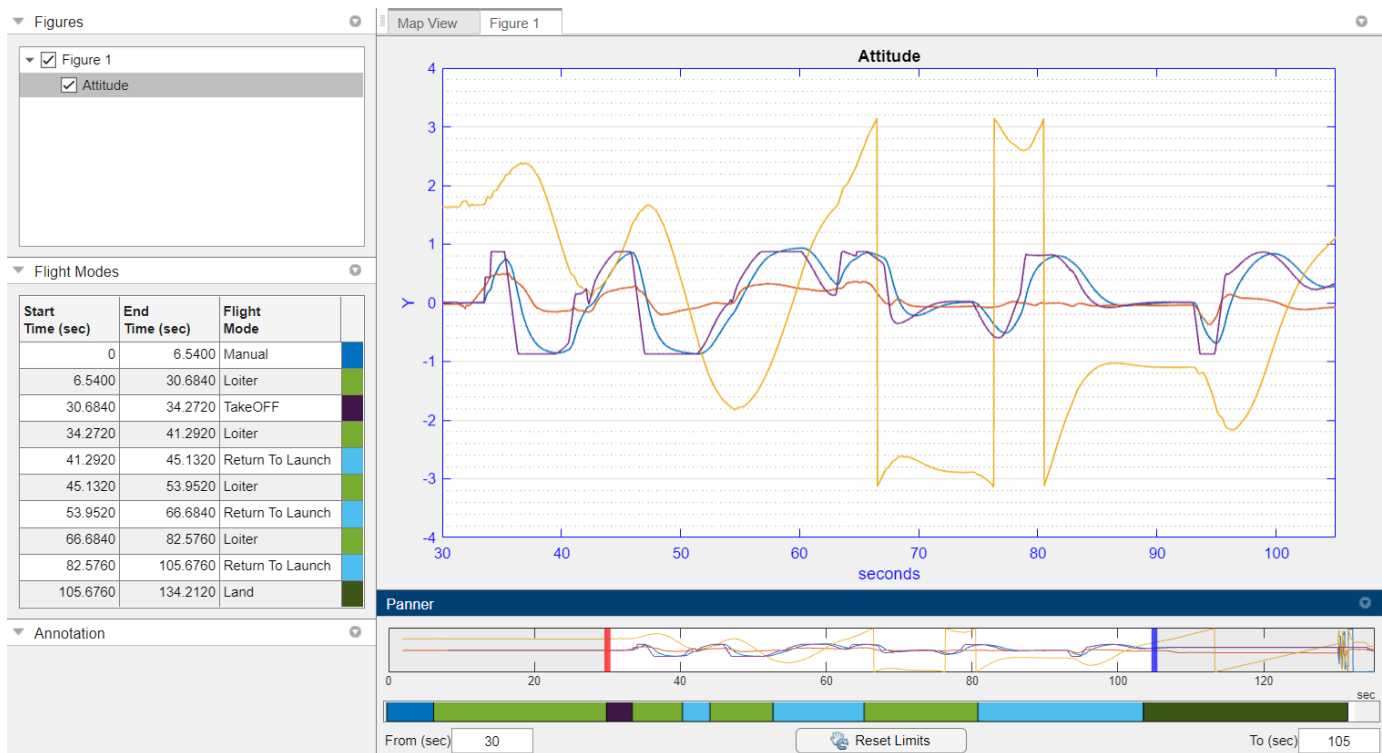 Figures
Figure 1
Attitude
Flight Modes
Start Time (sec) End Time (sec) Flight Mode
0 6.5400 Manual
6.5400 30.6840 Loiter
30.6840 34.2720 TakeOFF
34.2720 41.2920 Loiter
41.2920 45.1320 Return To Launch
45.1320 53.9520 Loiter
53.9520 66.6840 Return To Launch
66.6840 82.5760 Loiter
82.5760 105.6760 Return To Launch
105.6760 134.2120 Land
Annotation
Map View Figure 1
Attitude
4
3
2
1
0
-1
-2
-3
-4
Y
30 40 50 60 70 80 90 100
seconds
Panner
0 20 40 60 80 100 120
sec
From (sec) 30 Reset Limits To (sec) 105